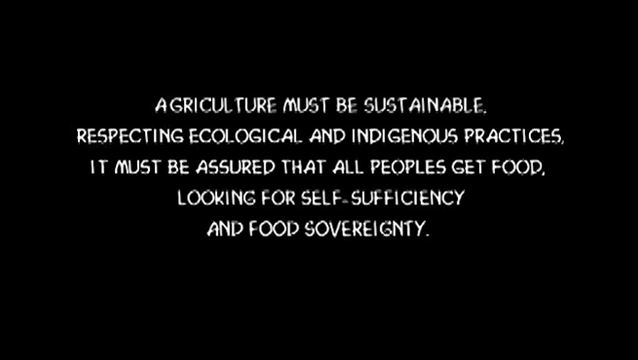 AGRICULTURE MUST BE SUSTAINABLE,
RESPECTING ECOLOGICAL AND INDIGENOUS PRACTICES,
IT MUST BE ASSURED THAT ALL PEOPLES GET FOOD,
LOOKING FOR SELF-SUFFICIENCY
AND FOOD SOVEREIGNTY.